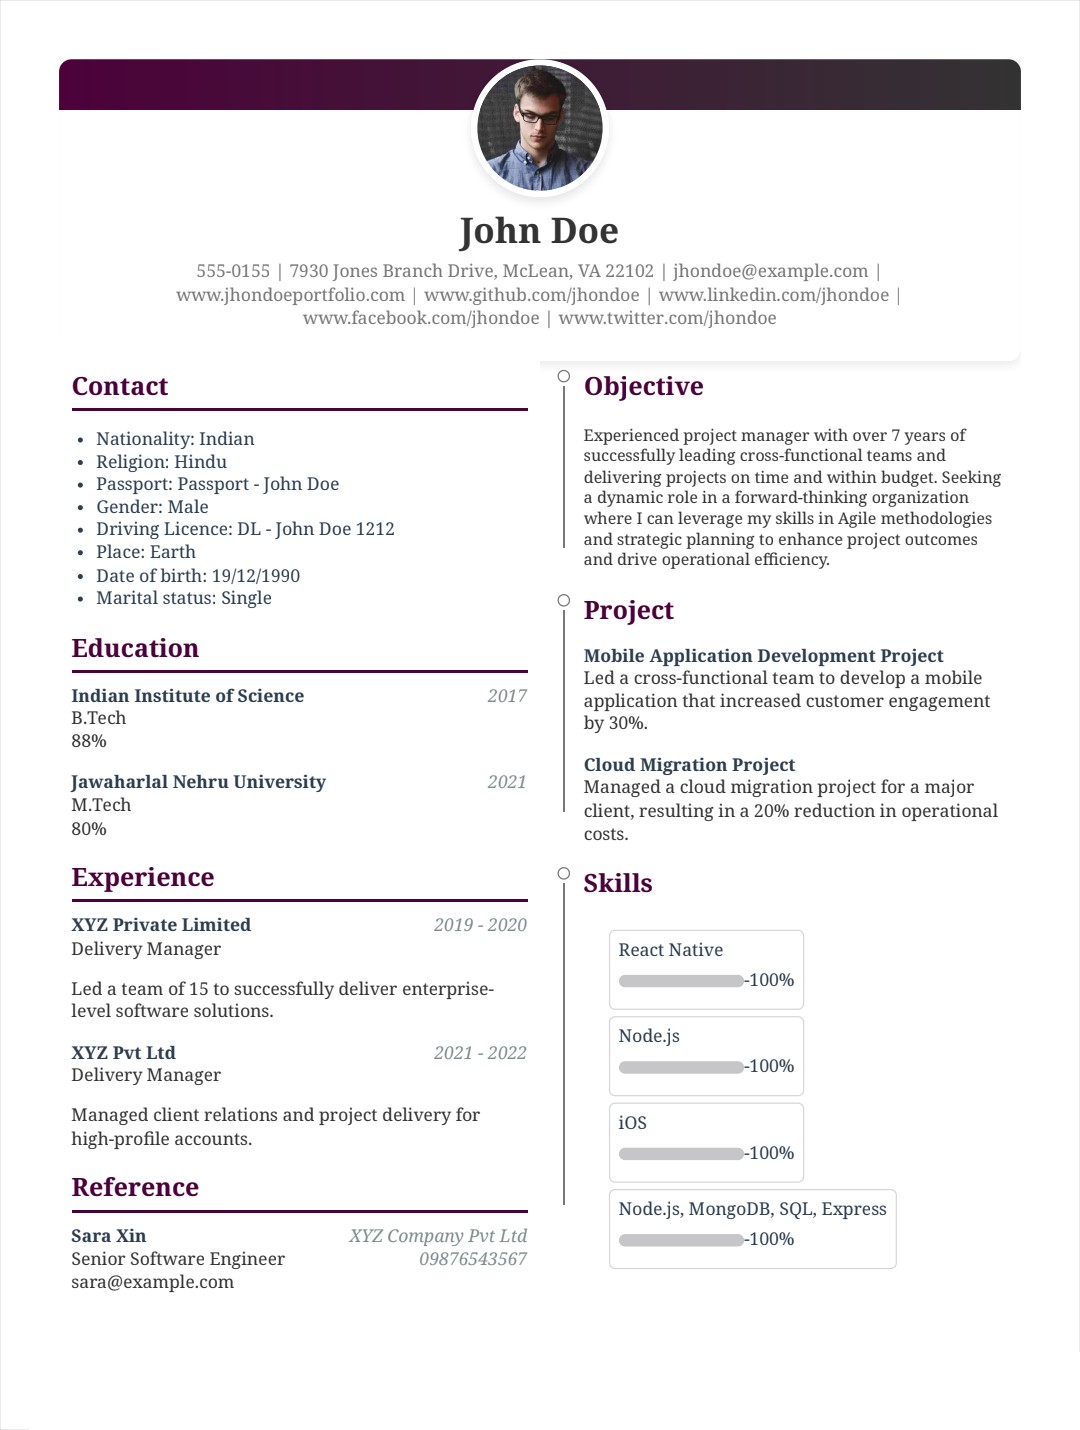 John Doe
555-0155 | 7930 Jones Branch Drive, McLean, VA 22102 | jhondoe@example.com |
www.jhondoeportfolio.com | www.github.com/jhondoe | www.linkedin.com/jhondoe |
www.facebook.com/jhondoe | www.twitter.com/jhondoe
Contact
• Nationality: Indian
• Religion: Hindu
• Passport: Passport - John Doe
• Gender: Male
• Driving Licence: DL - John Doe 1212
• Place: Earth
• Date of birth: 19/12/1990
• Marital status: Single
Education
Indian Institute of Science 2017
B.Tech
88%
Jawaharlal Nehru University 2021
M.Tech
80%
Experience
XYZ Private Limited 2019 - 2020
Delivery Manager
Led a team of 15 to successfully deliver enterprise-
level software solutions.
XYZ Pvt Ltd 2021 - 2022
Delivery Manager
Managed client relations and project delivery for
high-profile accounts.
Reference
Sara Xin XYZ Company Pvt Ltd
Senior Software Engineer 09876543567
sara@example.com
Objective
Experienced project manager with over 7 years of
successfully leading cross-functional teams and
delivering projects on time and within budget. Seeking
a dynamic role in a forward-thinking organization
where I can leverage my skills in Agile methodologies
and strategic planning to enhance project outcomes
and drive operational efficiency.
Project
Mobile Application Development Project
Led a cross-functional team to develop a mobile
application that increased customer engagement
by 30%.
Cloud Migration Project
Managed a cloud migration project for a major
client, resulting in a 20% reduction in operational
costs.
Skills
React Native
-100%
Node.js
-100%
iOS
-100%
Node.js, MongoDB, SQL, Express
-100%